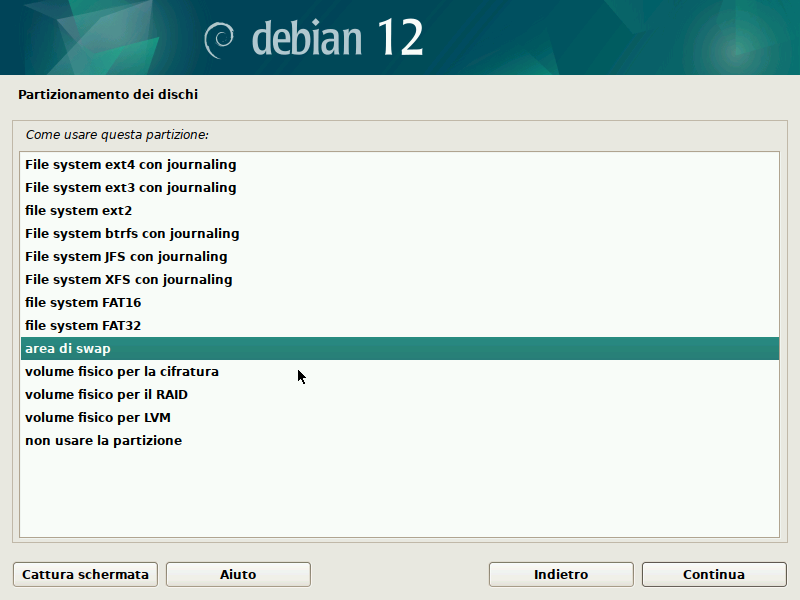 debian 12
Partizionamento dei dischi
Come usare questa partizione:
File system ext4 con journaling
File system ext3 con journaling
file system ext2
File system btrfs con journaling
File system JFS con journaling
File system XFS con journaling
file system FAT16
file system FAT32
area di swap
volume fisico per la cifratura
volume fisico per il RAID
volume fisico per LVM
non usare la partizione
Cattura schermata Aiuto Indietro Continua